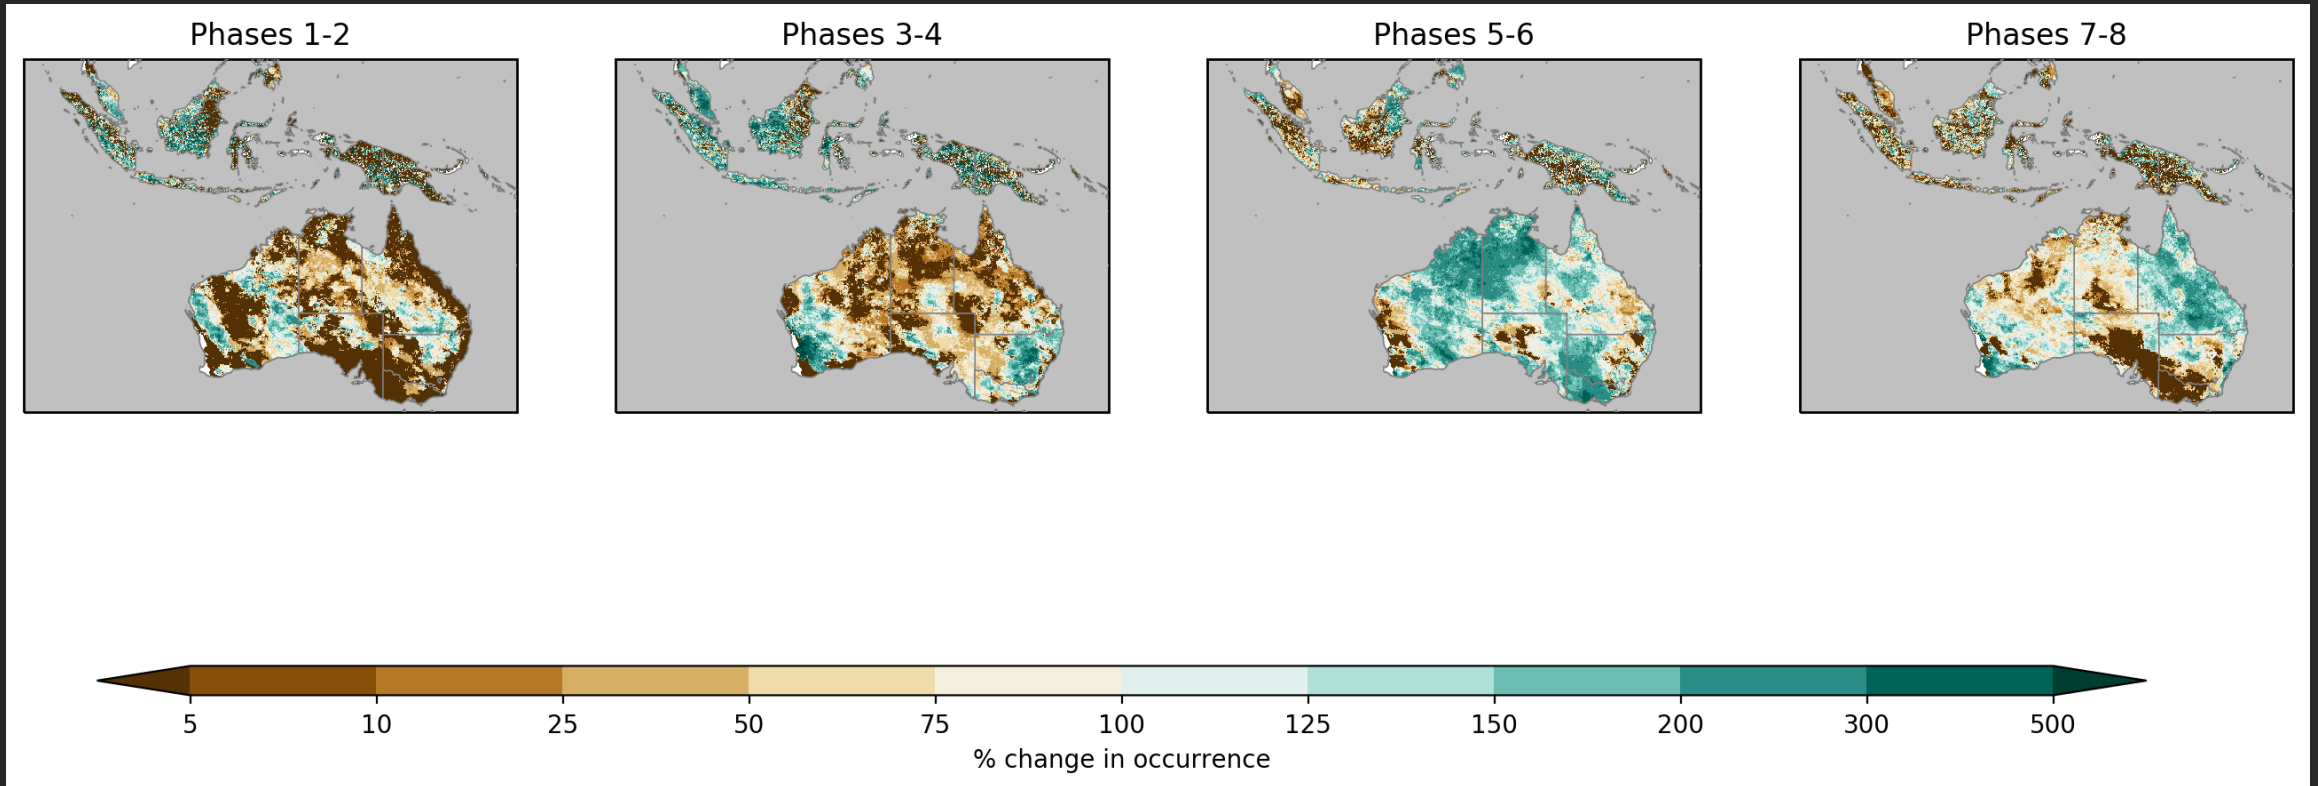 Phases 1-2 Phases 3-4 Phases 5-6 Phases 7-8
5 10 25 50 75 100 125 150 200 300 500
% change in occurrence